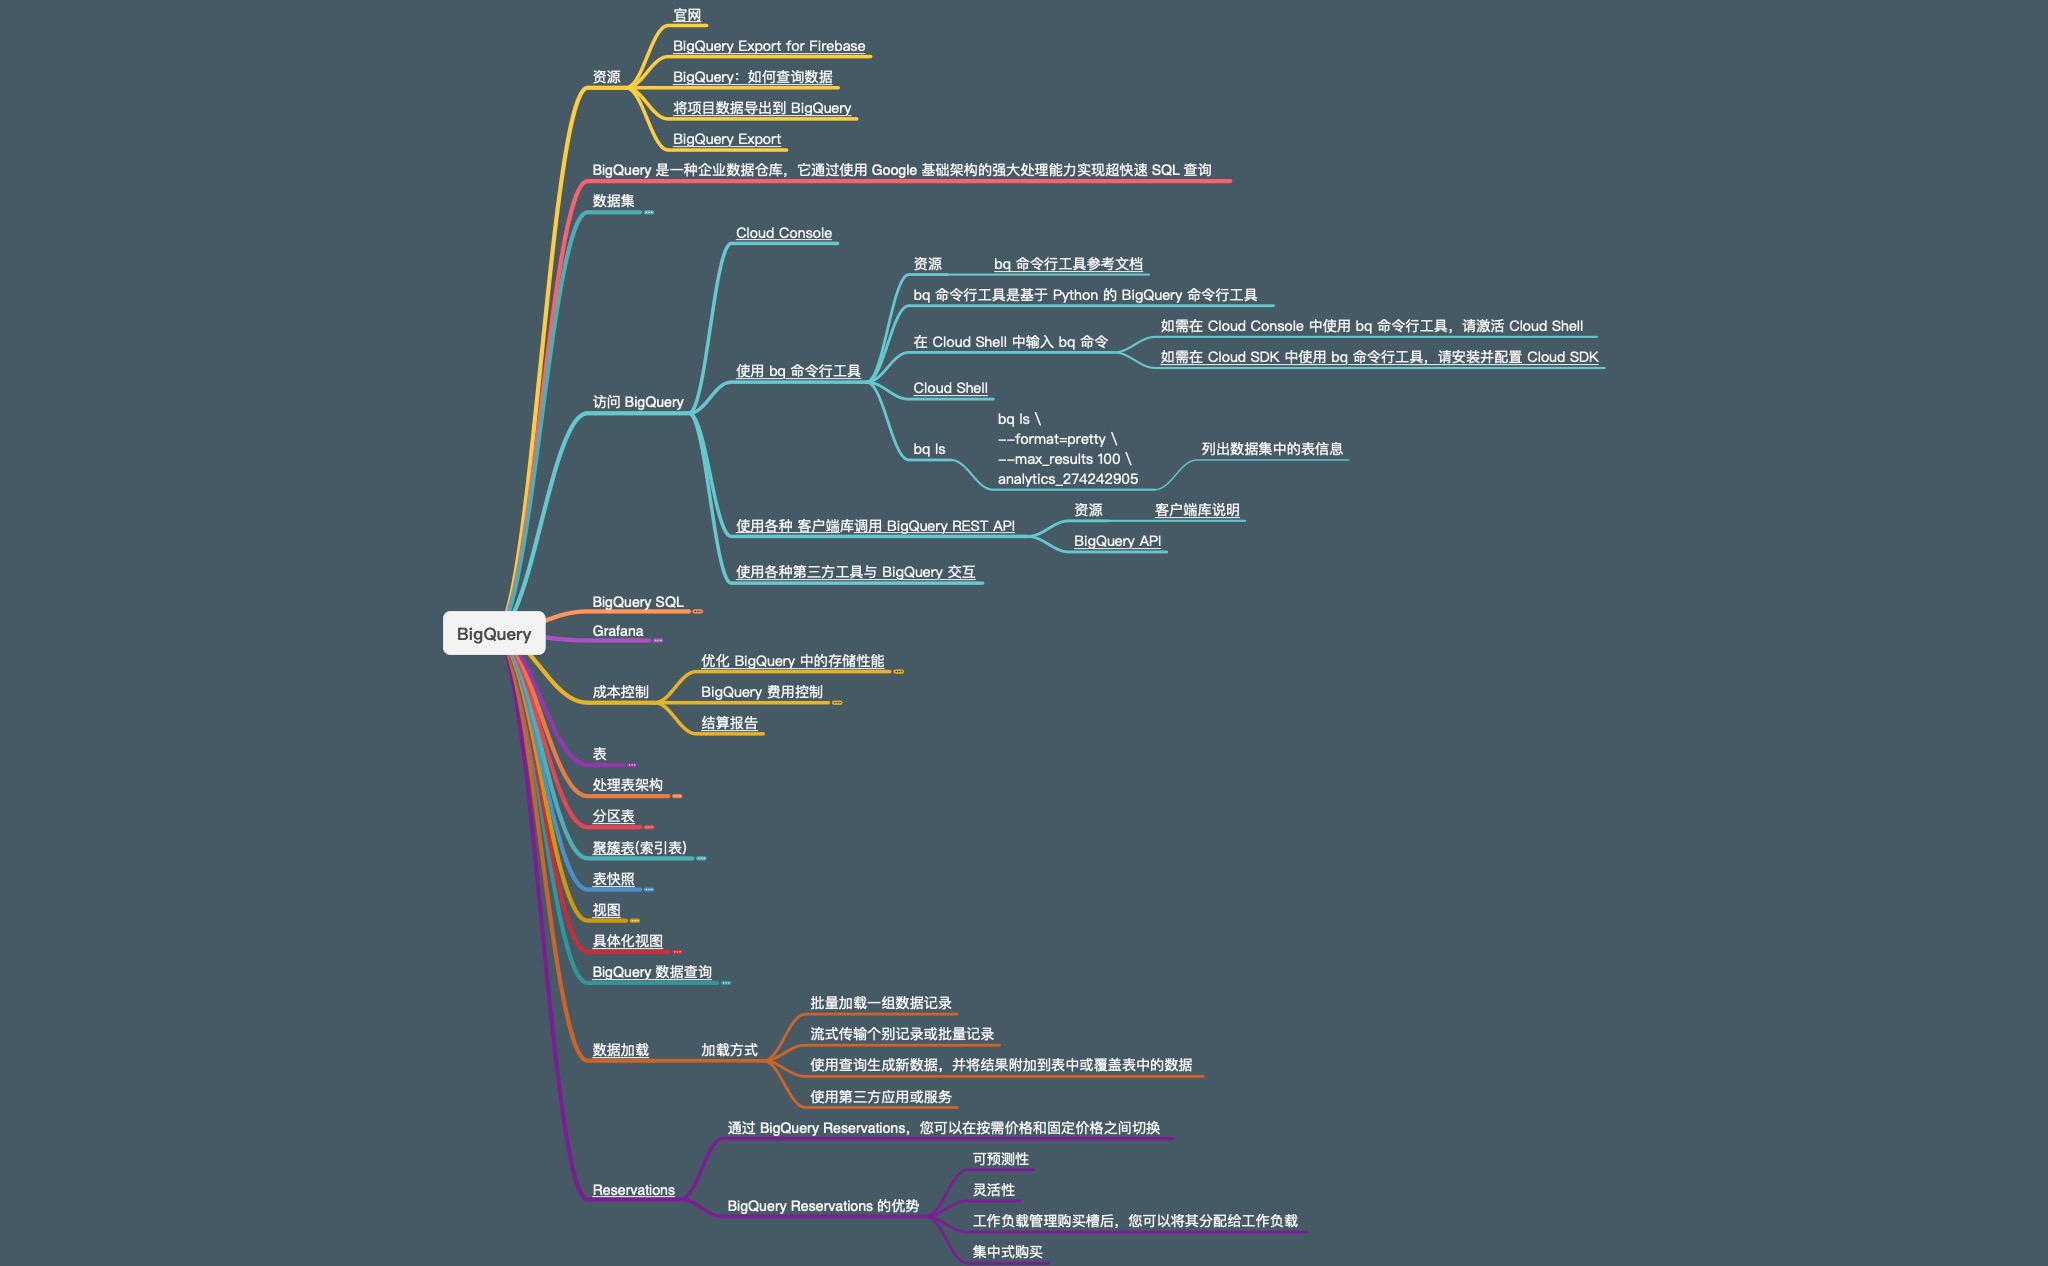 官网
BigQuery Export for Firebase
资源
BigQuery：如何查询数据
将项目数据导出到 BigQuery
BigQuery Export
BigQuery 是一种企业数据仓库，它通过使用 Google 基础架构的强大处理能力实现超快速 SQL 查询
数据集
Cloud Console
资源
bq 命令行工具参考文档
bq 命令行工具是基于 Python 的 BigQuery 命令行工具
如需在 Cloud Console 中使用 bq 命令行工具，请激活 Cloud Shell
在 Cloud Shell 中输入 bq 命令
如需在 Cloud SDK 中使用 bq 命令行工具，请安装并配置 Cloud SDK
使用 bq 命令行工具
Cloud Shell
访问 BigQuery
bq ls \
--format=pretty \
--max_results 100 \
analytics_274242905
bq ls
列出数据集中的表信息
资源
客户端库说明
使用各种 客户端库调用 BigQuery REST API
BigQuery API
使用各种第三方工具与 BigQuery 交互
BigQuery SQL
Grafana
BigQuery
优化 BigQuery 中的存储性能
成本控制
BigQuery 费用控制
结算报告
表
处理表架构
分区表
聚簇表(索引表)
表快照
视图
具体化视图
BigQuery 数据查询
批量加载一组数据记录
流式传输个别记录或批量记录
数据加载
加载方式
使用查询生成新数据，并将结果附加到表中或覆盖表中的数据
使用第三方应用或服务
通过 BigQuery Reservations，您可以在按需价格和固定价格之间切换
可预测性
Reservations
灵活性
BigQuery Reservations 的优势
工作负载管理购买槽后，您可以将其分配给工作负载
集中式购买